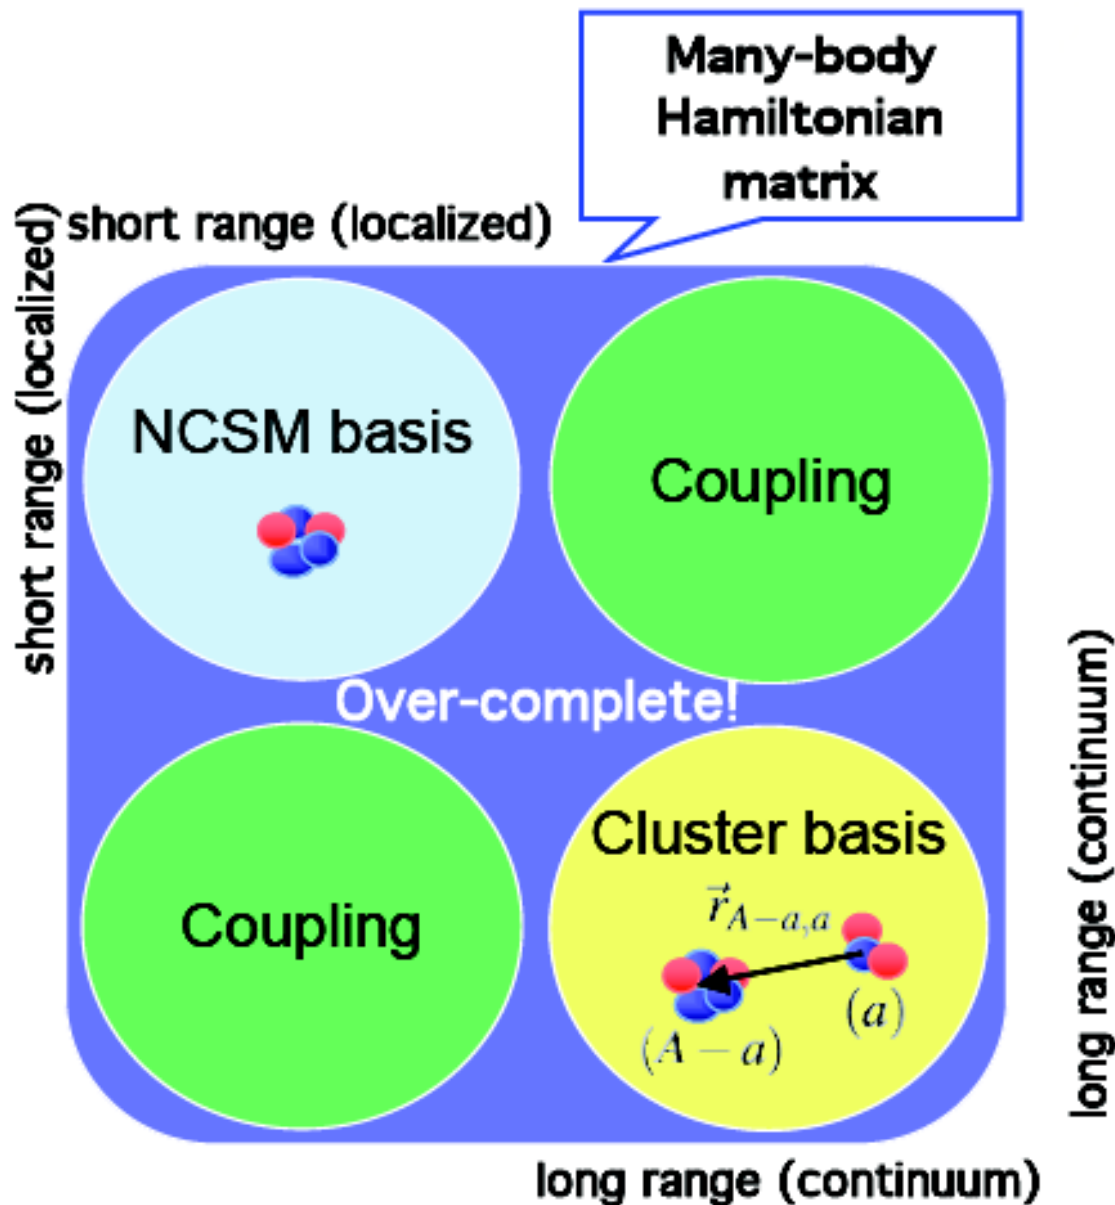 Many-body
Hamiltonian
matrix
short range (localized)
short range (localized)
NCSM basis
Coupling
Over-complete!
Coupling
Cluster basis
$\vec{r}_{A-a,a}$
(a)
(A − a)
long range (continuum)
long range (continuum)